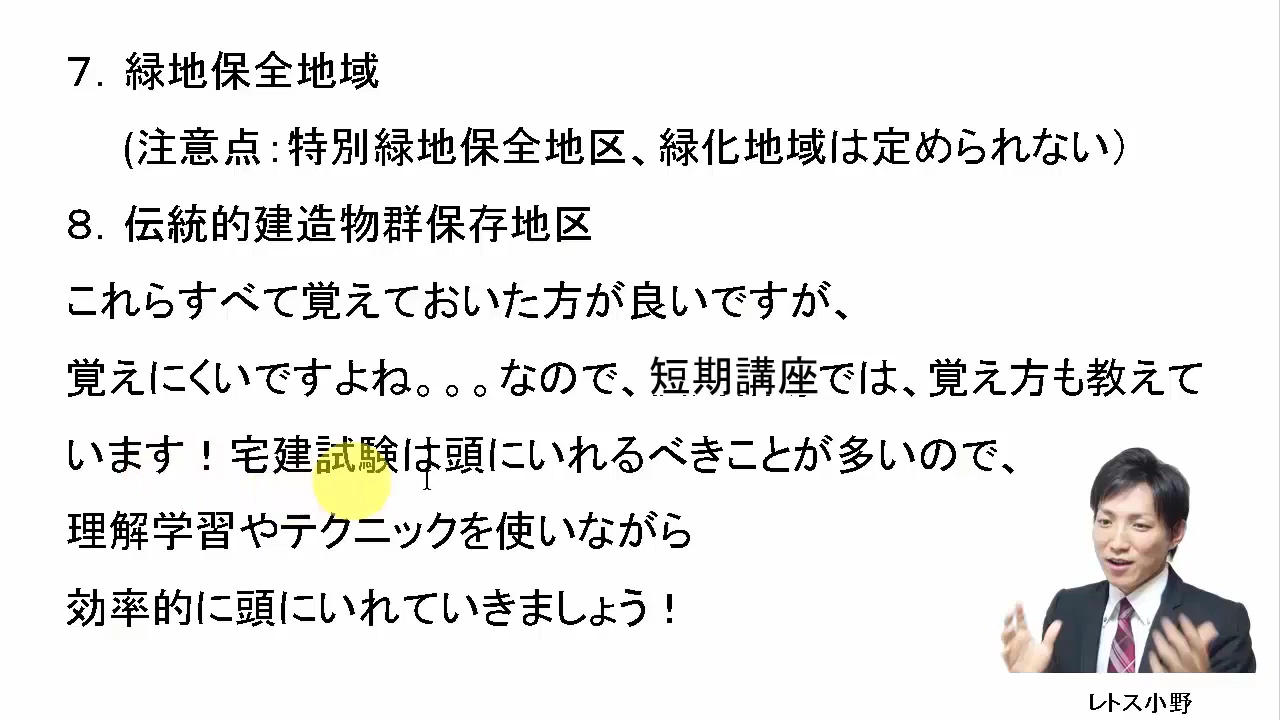 ７．緑地保全地域
(注意点：特別緑地保全地区、緑化地域は定められない）
８．伝統的建造物群保存地区
これらすべて覚えておいた方が良いですが、
覚えにくいですよね。。。なので、短期講座では、覚え方も教えて
います！宅建試験は頭にいれるべきことが多いので、
理解学習やテクニックを使いながら
効率的に頭にいれていきましょう！
レトス小野